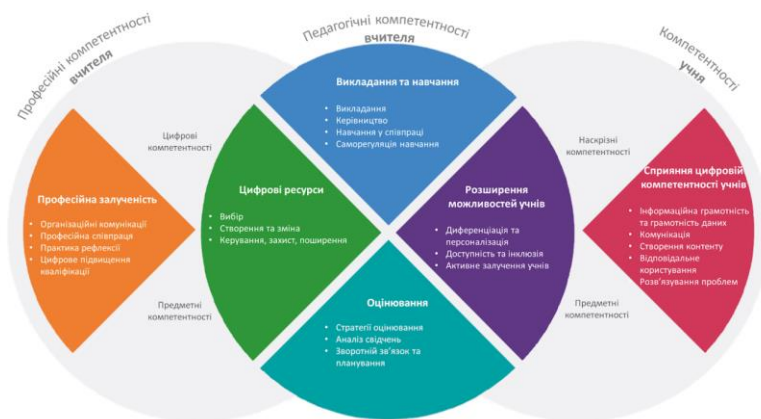 Професійні компетентності
вчителя
Педагогічні компетентності
вчителя
Компетентності
учня
Викладання та навчання
• Викладання
• Керівництво
• Навчання у співпраці
• Саморегуляція навчання
Цифрові
компетентності
Наскрізні
компетентності
Професійна залученість
• Організаційні комунікації
• Професійна співпраця
• Практика рефлексії
• Цифрове підвищення
кваліфікації
Цифрові ресурси
• Вибір
• Створення та зміна
• Керування, захист, поширення
Розширення
можливостей учнів
• Диференціація та
персоналізація
• Доступність та інклюзія
• Активне залучення учнів
Сприяння цифровій
компетентності учнів
• Інформаційна грамотність
та грамотність даних
• Комунікація
• Створення контенту
• Відповідальне
користування
Розв’язування проблем
Предметні
компетентності
Предметні
компетентності
Оцінювання
• Стратегії оцінювання
• Аналіз свідчень
• Зворотній зв’язок та
планування